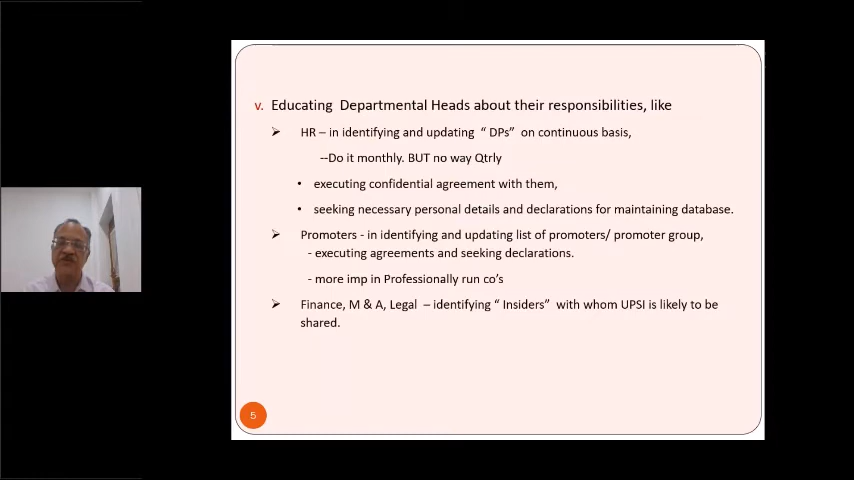 v. Educating Departmental Heads about their responsibilities, like
➢ HR – in identifying and updating “ DPs” on continuous basis,
--Do it monthly. BUT no way Qtrly
• executing confidential agreement with them,
• seeking necessary personal details and declarations for maintaining database.
➢ Promoters - in identifying and updating list of promoters/ promoter group,
- executing agreements and seeking declarations.
- more imp in Professionally run co’s
➢ Finance, M & A, Legal – identifying “ Insiders” with whom UPSI is likely to be
shared.
5